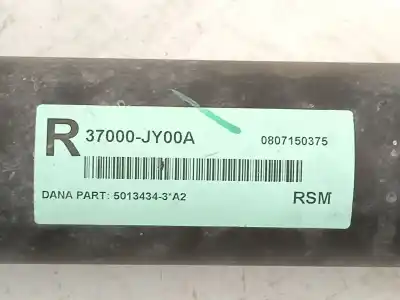 R 37000-JY00A 0807150375
DANA PART: 5013434-3*A2 RSM